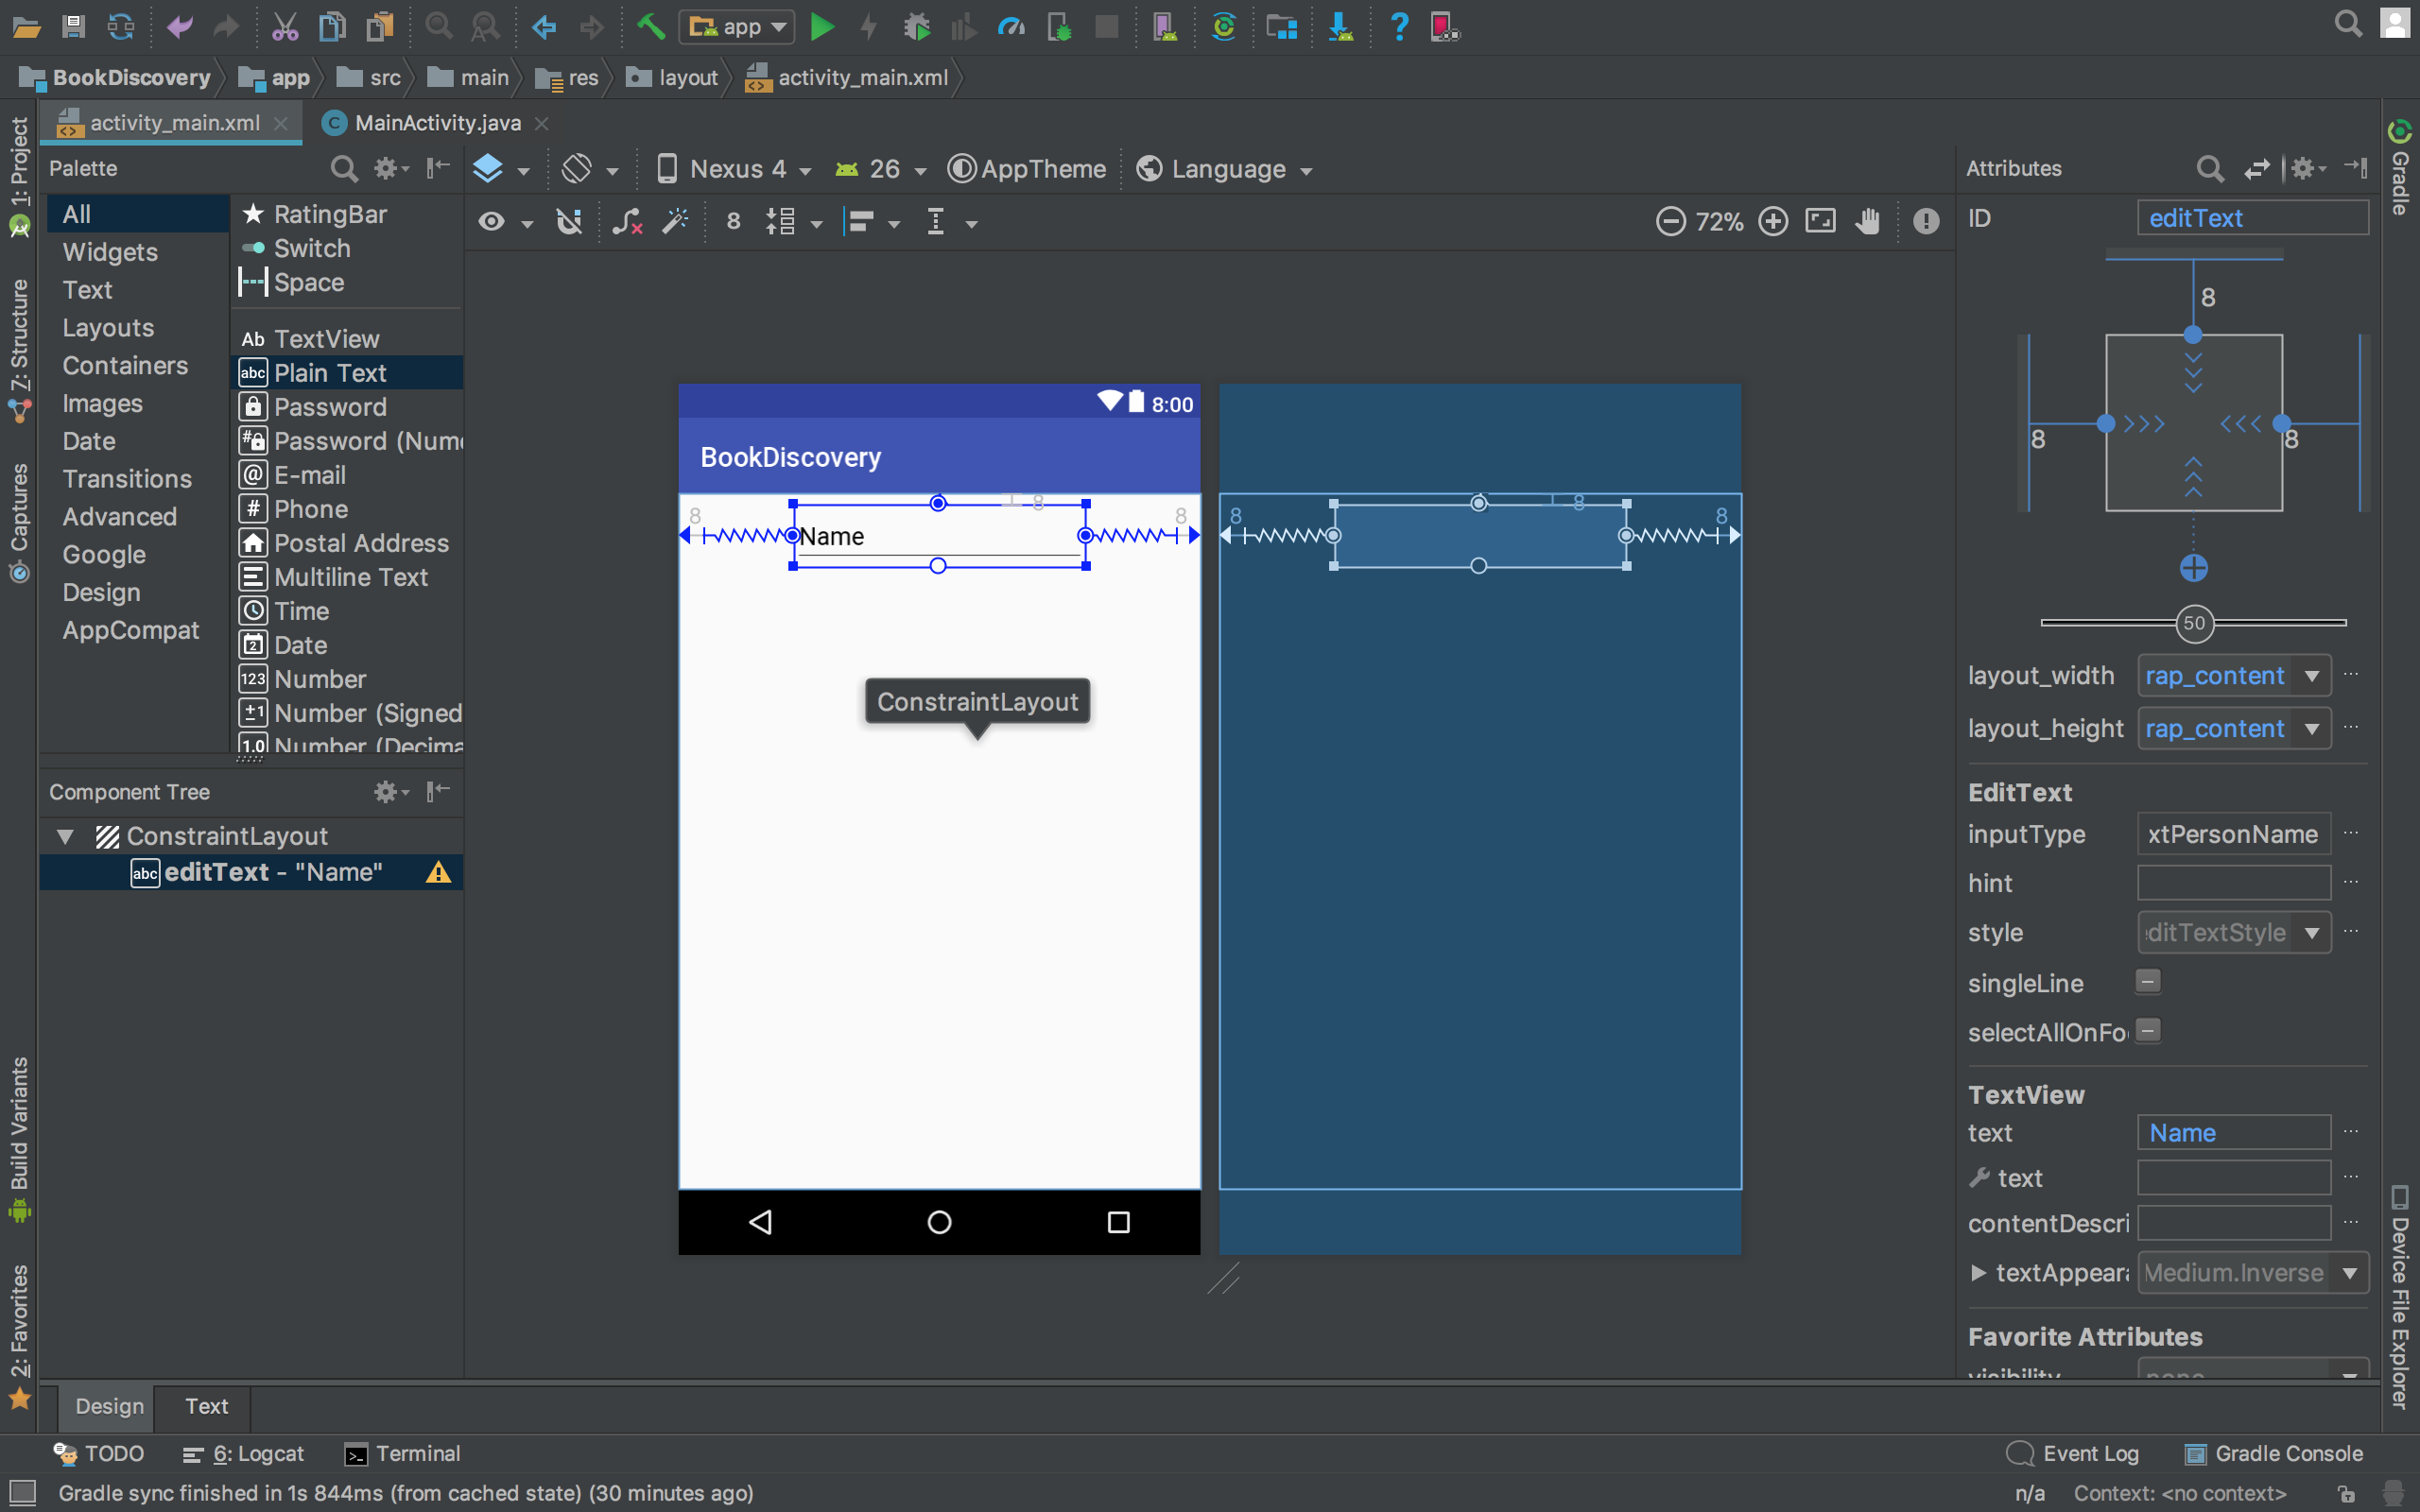 app
BookDiscovery app src main res layout activity_main.xml
activity_main.xml MainActivity.java
1: Project
Z: Structure
Captures
Build Variants
2: Favorites
Palette
All
Widgets
Text
Layouts
Containers
Images
Date
Transitions
Advanced
Google
Design
AppCompat
RatingBar
Switch
Space
Ab TextView
abc Plain Text
Password
Password (Num
@ E-mail
# Phone
Postal Address
Multiline Text
Time
2 Date
123 Number
±1 Number (Signed
1.0 Number (Decima
Component Tree
ConstraintLayout
abc editText - "Name"
Nexus 4 26 AppTheme Language
8 72%
8:00
BookDiscovery
8 8 8
Name
ConstraintLayout
8 8 8
Attributes
ID editText
8
8 8
50
layout_width rap_content
layout_height rap_content
EditText
inputType xtPersonName
hint
style ditTextStyle
singleLine
selectAllOnFo
TextView
text Name
text
contentDescri
textAppeara Medium.Inverse
Favorite Attributes
visibility none
Gradle
Device File Explorer
Design Text
TODO 6: Logcat Terminal Event Log Gradle Console
Gradle sync finished in 1s 844ms (from cached state) (30 minutes ago) n/a Context: <no context>